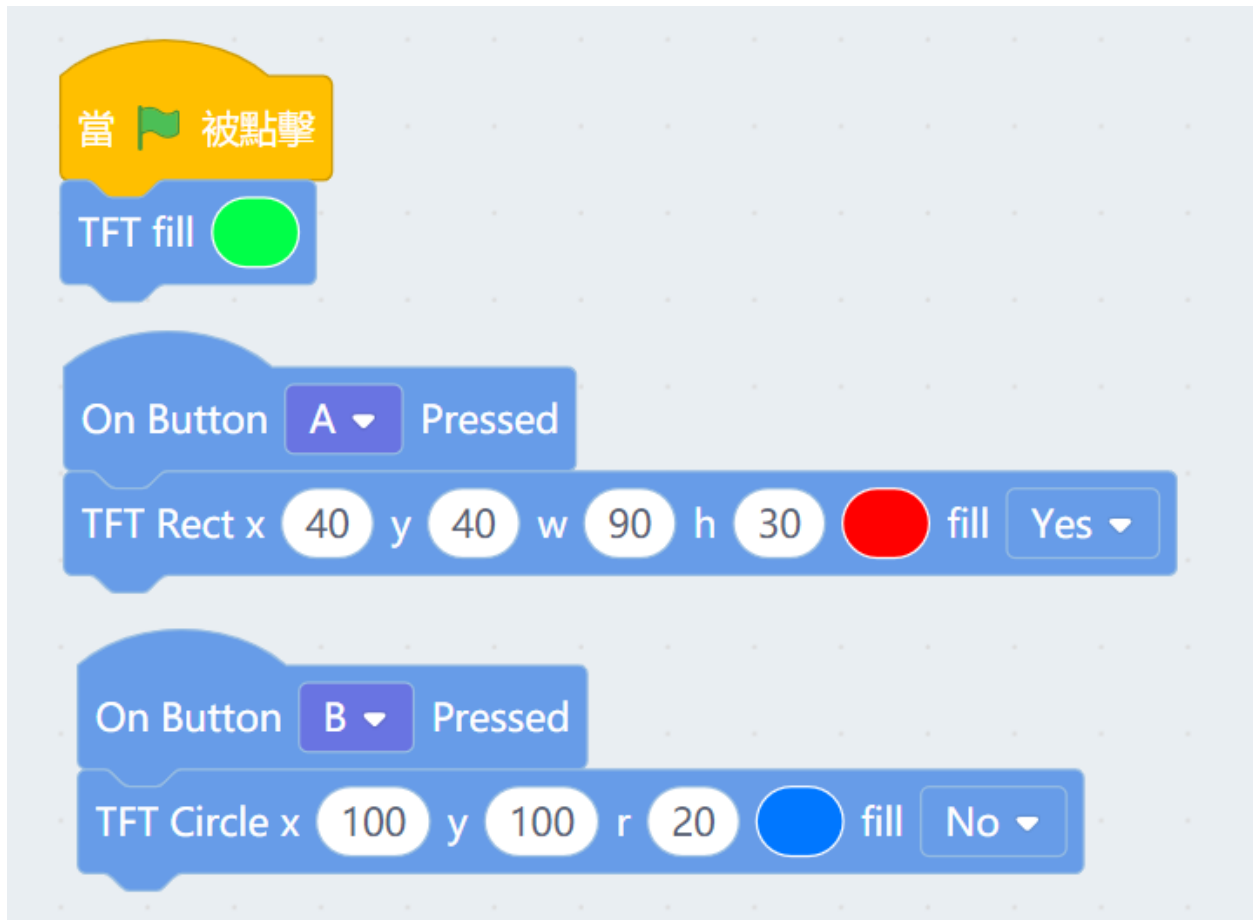 當 被點擊
TFT fill
On Button A Pressed
TFT Rect x 40 y 40 w 90 h 30 fill Yes
On Button B Pressed
TFT Circle x 100 y 100 r 20 fill No